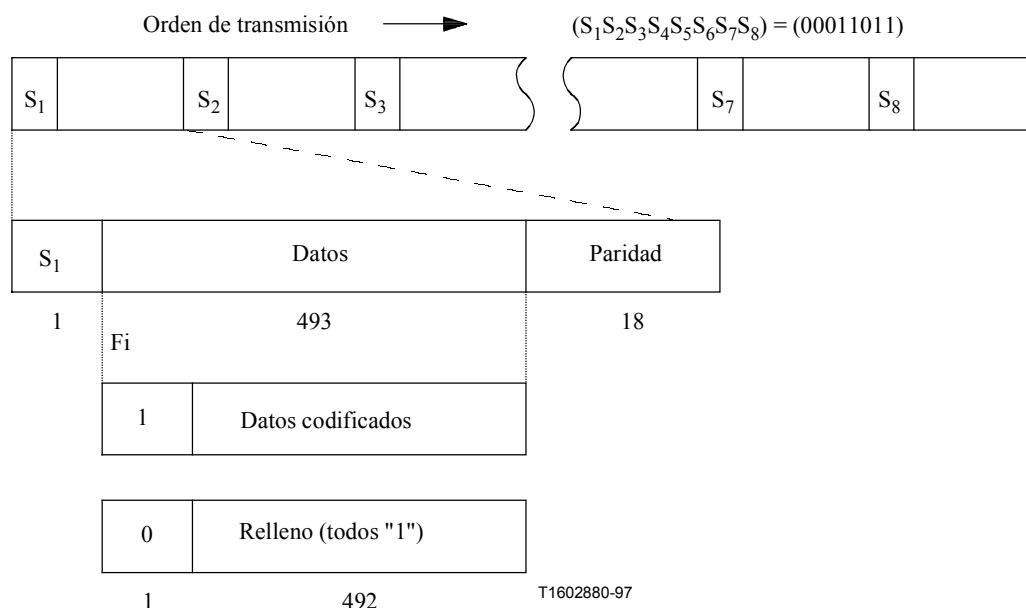 Orden de transmisión (S1S2S3S4S5S6S7S8) = (00011011)
S1 S2 S3 S7 S8
S1 Datos Paridad
1 493 18
Fi
1 Datos codificados
0 Relleno (todos "1")
1 492 T1602880-97